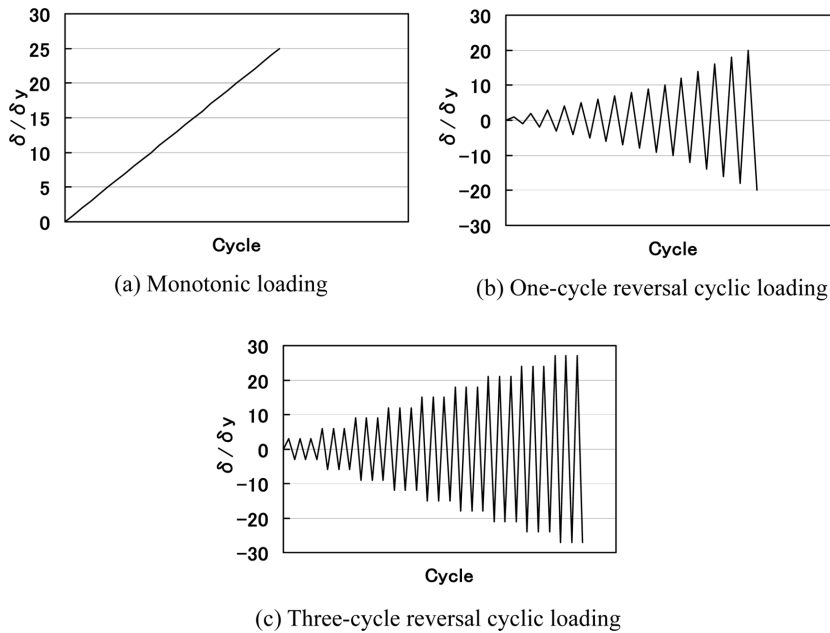 30
25
20
15
10
5
0
δ/δy
Cycle
(a) Monotonic loading
30
20
10
0
−10
−20
−30
δ/δy
Cycle
(b) One-cycle reversal cyclic loading
30
20
10
0
−10
−20
−30
δ/δy
Cycle
(c) Three-cycle reversal cyclic loading